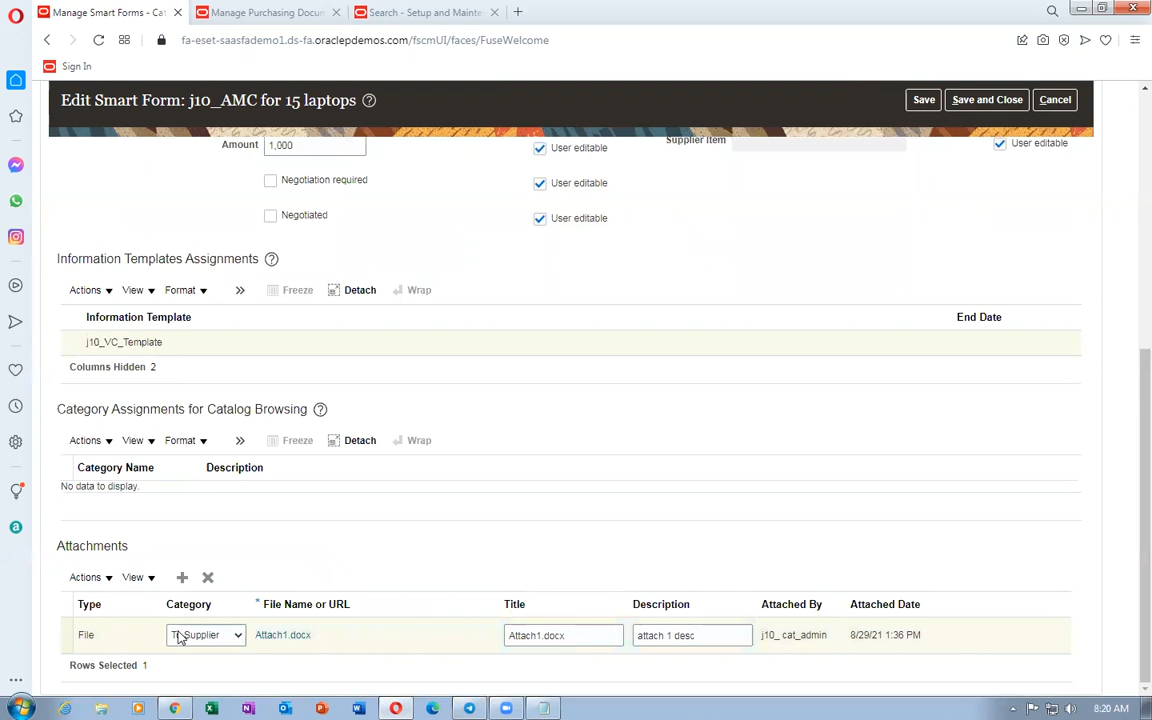 Manage Smart Forms - Cat
Manage Purchasing Docum
Search - Setup and Mainte
fa-eset-saasfademo1.ds-fa.oraclepdemos.com/fscmUI/faces/FuseWelcome
Sign In
Edit Smart Form: j10_AMC for 15 laptops
Save
Save and Close
Cancel
Amount 1,000
User editable
Supplier Item
User editable
Negotiation required
User editable
Negotiated
User editable
Information Templates Assignments
Actions View Format Freeze Detach Wrap
Information Template End Date
j10_VC_Template
Columns Hidden 2
Category Assignments for Catalog Browsing
Actions View Format Freeze Detach Wrap
Category Name Description
No data to display.
Attachments
Actions View
Type Category * File Name or URL Title Description Attached By Attached Date
File Supplier Attach1.docx Attach1.docx attach 1 desc j10_ cat_admin 8/29/21 1:36 PM
Rows Selected 1
8:20 AM